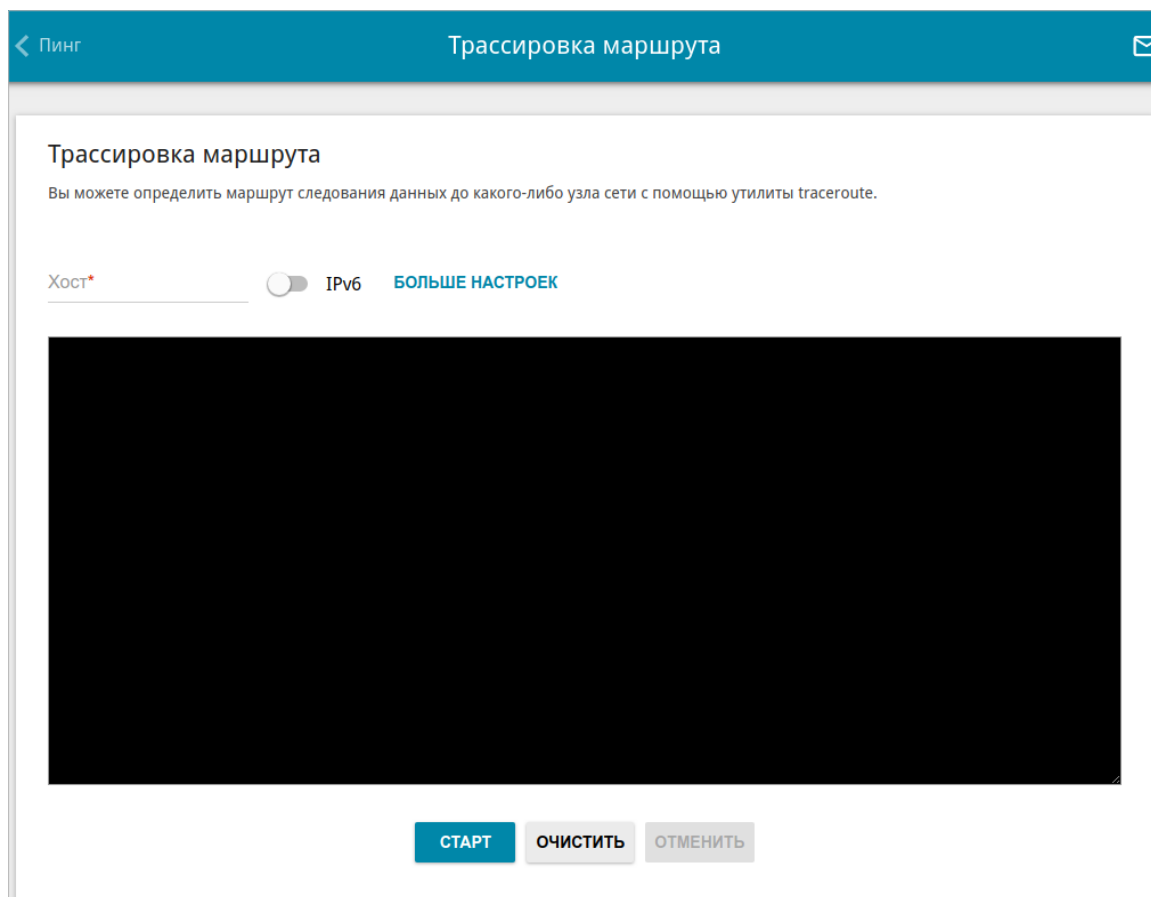 Пинг
Трассировка маршрута
Трассировка маршрута
Вы можете определить маршрут следования данных до какого-либо узла сети с помощью утилиты traceroute.
Хост* IPv6 БОЛЬШЕ НАСТРОЕК
СТАРТ ОЧИСТИТЬ ОТМЕНИТЬ